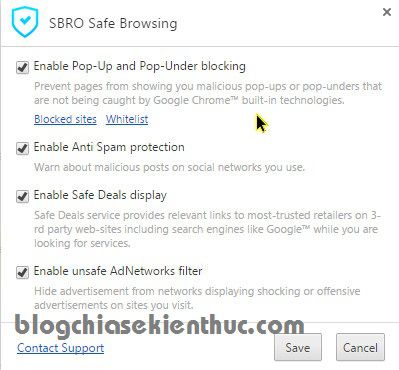 SBRO Safe Browsing
Enable Pop-Up and Pop-Under blocking
Prevent pages from showing you malicious pop-ups or pop-unders that
are not being caught by Google Chrome™ built-in technologies.
Blocked sites Whitelist
Enable Anti Spam protection
Warn about malicious posts on social networks you use.
Enable Safe Deals display
Safe Deals service provides relevant links to most-trusted retailers on 3-
rd party web-sites including search engines like Google™ while you are
looking for services.
Enable unsafe AdNetworks filter
Hide advertisement from networks displaying shocking or offensive
advertisements on sites you visit.
blogchiasekienthuc.com
Contact Support Save Cancel